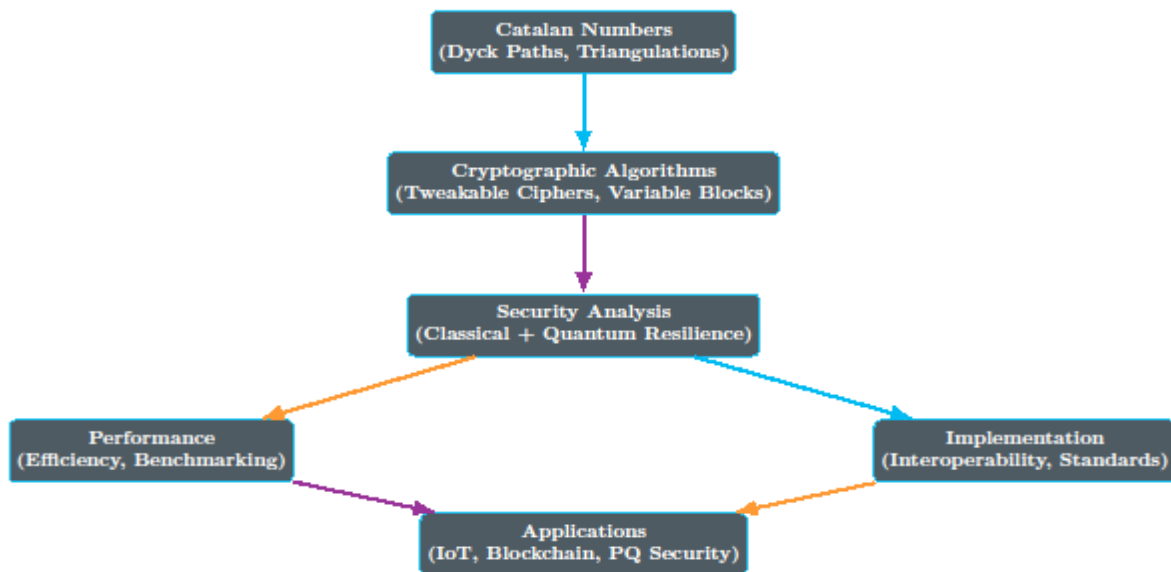 Catalan Numbers
(Dyck Paths, Triangulations)
Cryptographic Algorithms
(Tweakable Ciphers, Variable Blocks)
Security Analysis
(Classical + Quantum Resilience)
Performance
(Efficiency, Benchmarking)
Implementation
(Interoperability, Standards)
Applications
(IoT, Blockchain, PQ Security)